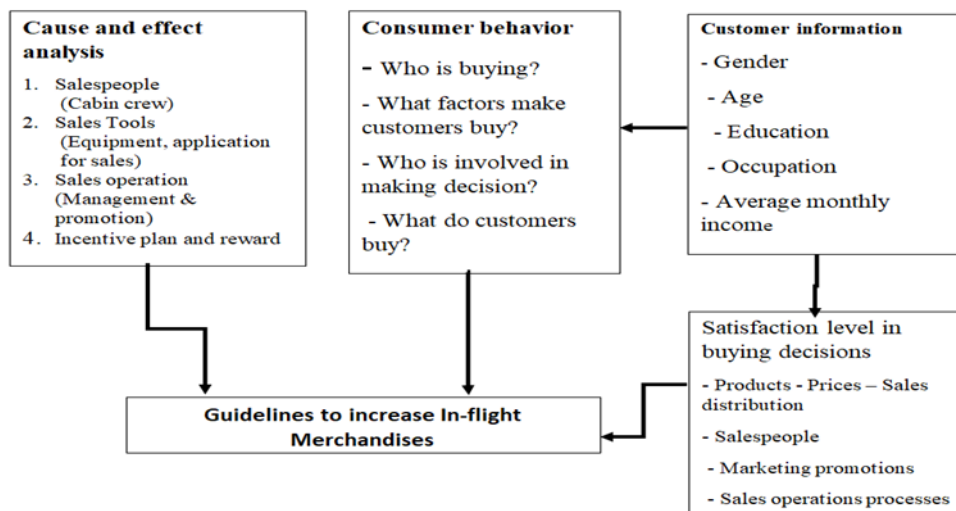 Cause and effect
analysis
1. Salespeople
(Cabin crew)
2. Sales Tools
(Equipment, application
for sales)
3. Sales operation
(Management &
promotion)
4. Incentive plan and reward
Consumer behavior
- Who is buying?
- What factors make
customers buy?
- Who is involved in
making decision?
- What do customers
buy?
Customer information
- Gender
- Age
- Education
- Occupation
- Average monthly
income
Satisfaction level in
buying decisions
- Products - Prices – Sales
distribution
- Salespeople
- Marketing promotions
- Sales operations processes
Guidelines to increase In-flight
Merchandises